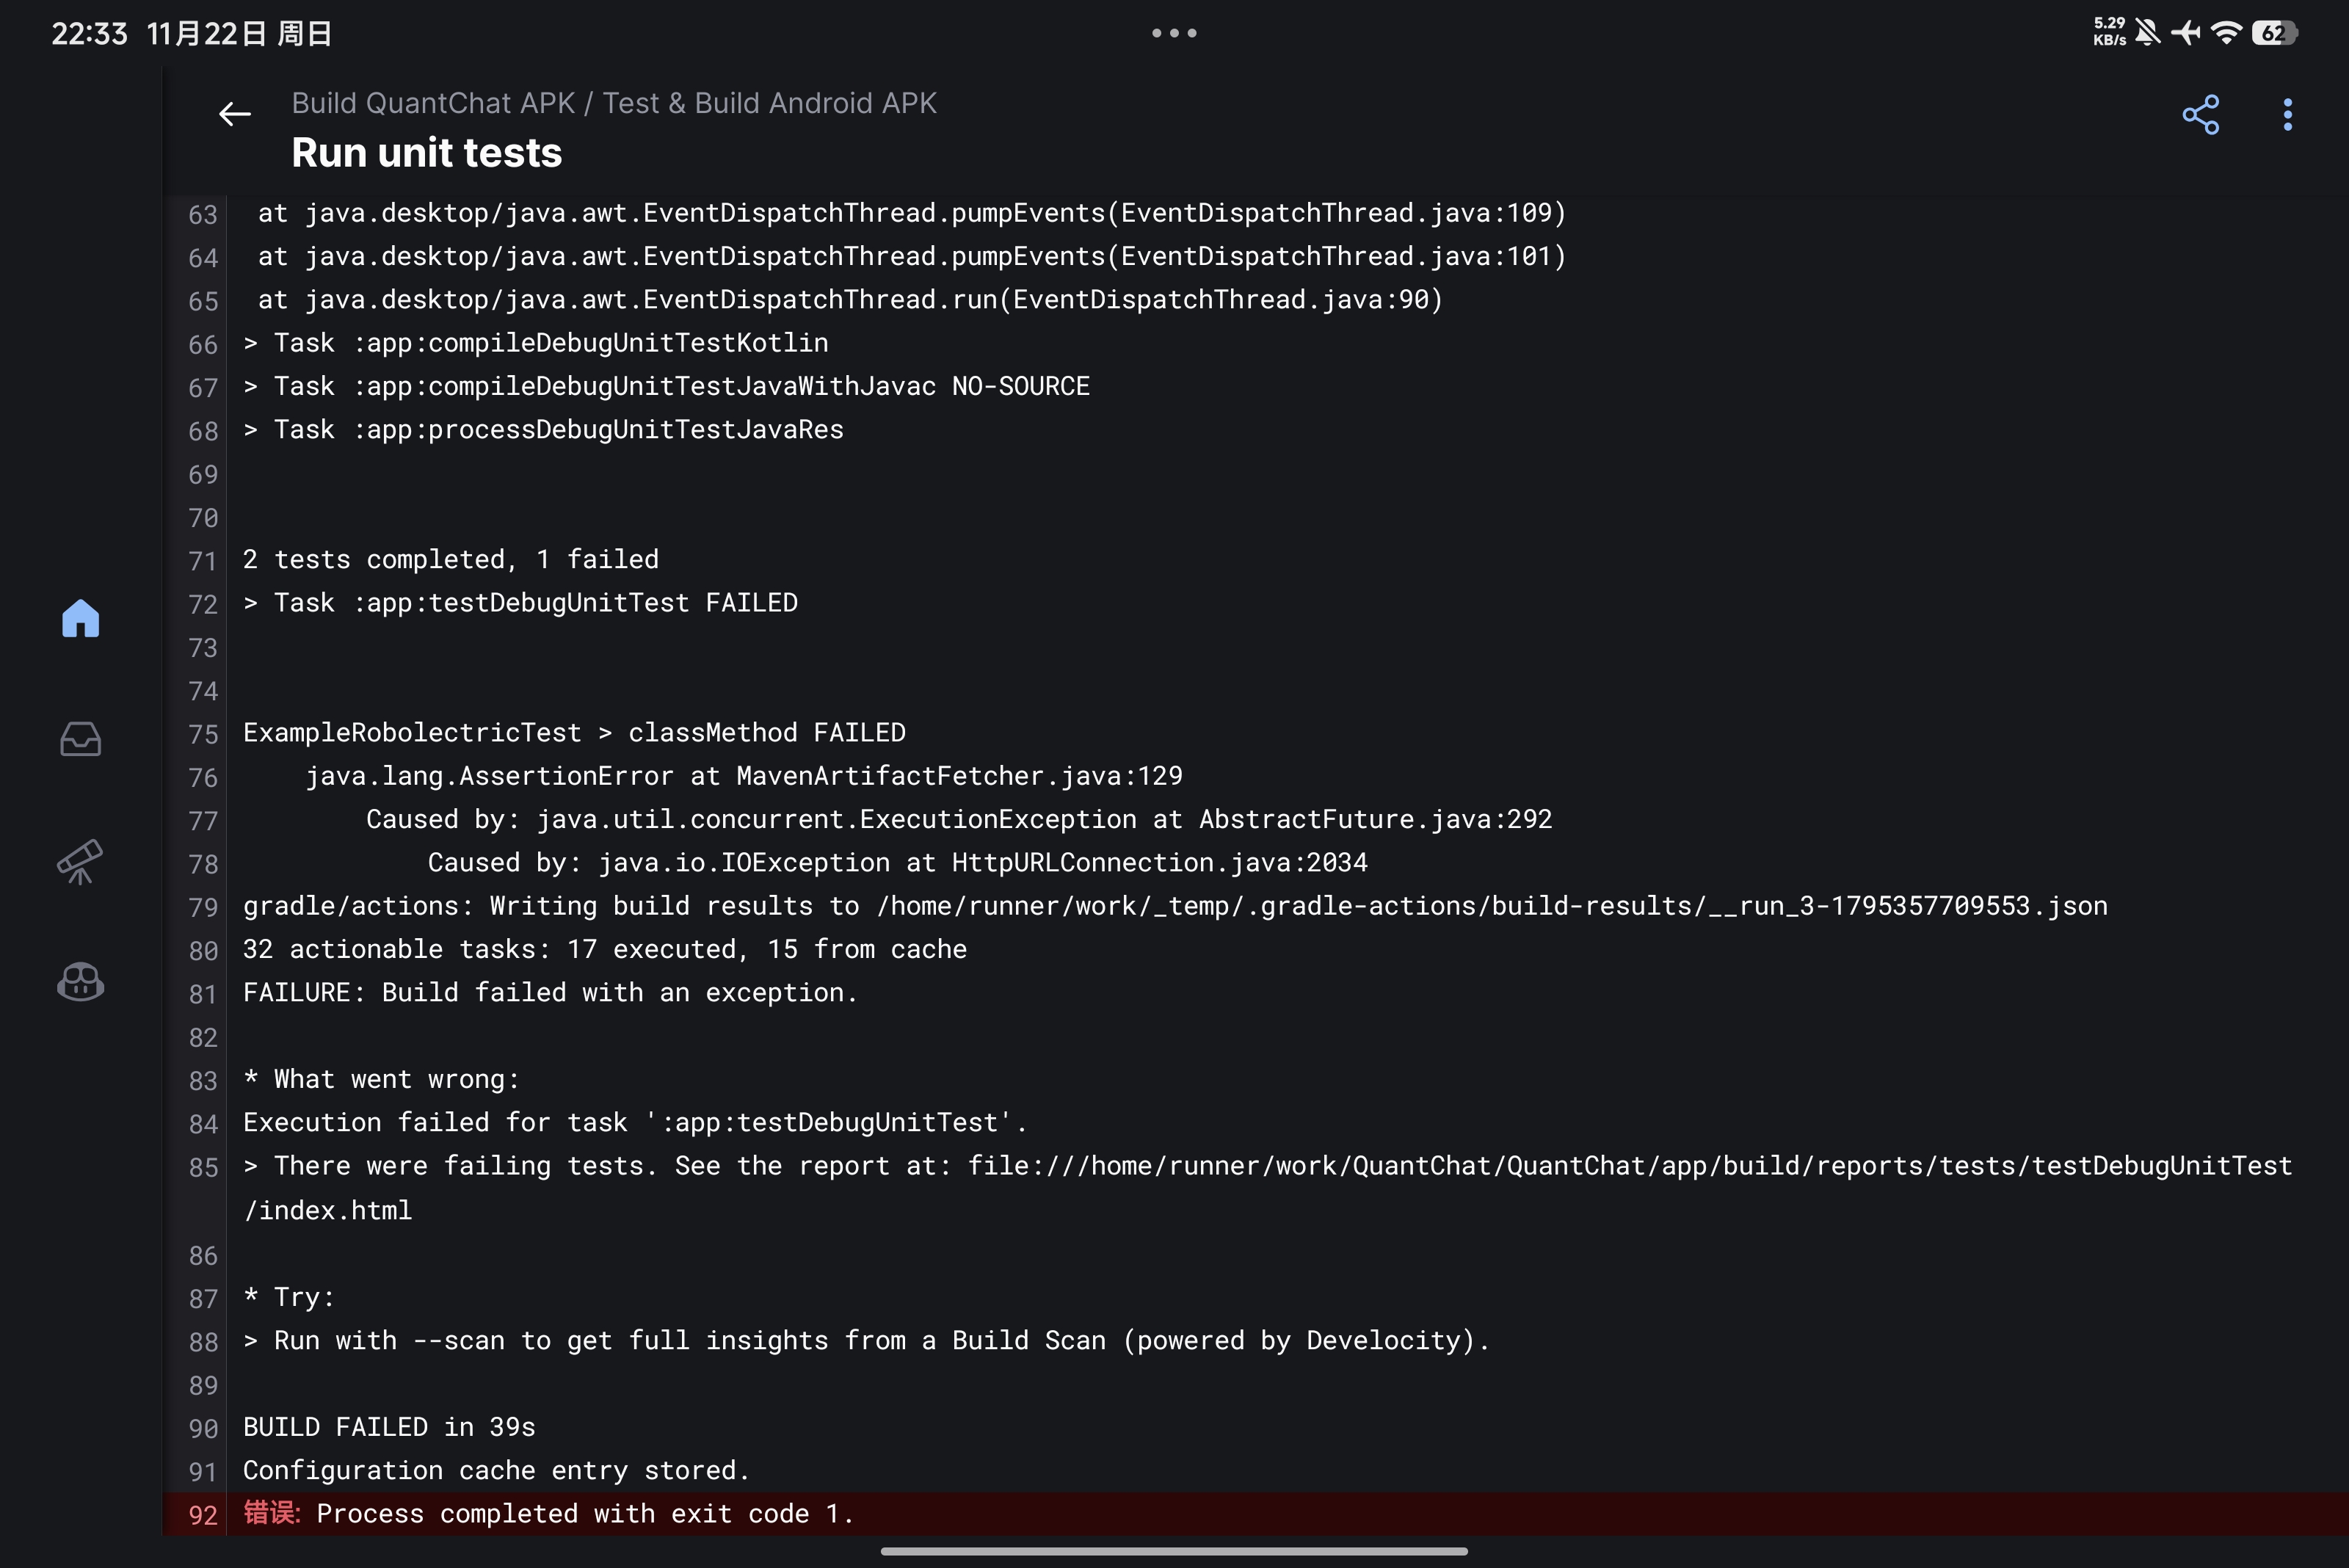 22:33 11月22日 周日
5.29
KB/s
62
Build QuantChat APK / Test & Build Android APK
Run unit tests
63 at java.desktop/java.awt.EventDispatchThread.pumpEvents(EventDispatchThread.java:109)
64 at java.desktop/java.awt.EventDispatchThread.pumpEvents(EventDispatchThread.java:101)
65 at java.desktop/java.awt.EventDispatchThread.run(EventDispatchThread.java:90)
66 > Task :app:compileDebugUnitTestKotlin
67 > Task :app:compileDebugUnitTestJavaWithJavac NO-SOURCE
68 > Task :app:processDebugUnitTestJavaRes
69
70
71 2 tests completed, 1 failed
72 > Task :app:testDebugUnitTest FAILED
73
74
75 ExampleRobolectricTest > classMethod FAILED
76 java.lang.AssertionError at MavenArtifactFetcher.java:129
77 Caused by: java.util.concurrent.ExecutionException at AbstractFuture.java:292
78 Caused by: java.io.IOException at HttpURLConnection.java:2034
79 gradle/actions: Writing build results to /home/runner/work/_temp/.gradle-actions/build-results/__run_3-1795357709553.json
80 32 actionable tasks: 17 executed, 15 from cache
81 FAILURE: Build failed with an exception.
82
83 * What went wrong:
84 Execution failed for task ':app:testDebugUnitTest'.
85 > There were failing tests. See the report at: file:///home/runner/work/QuantChat/QuantChat/app/build/reports/tests/testDebugUnitTest
/index.html
86
87 * Try:
88 > Run with --scan to get full insights from a Build Scan (powered by Develocity).
89
90 BUILD FAILED in 39s
91 Configuration cache entry stored.
92 错误: Process completed with exit code 1.